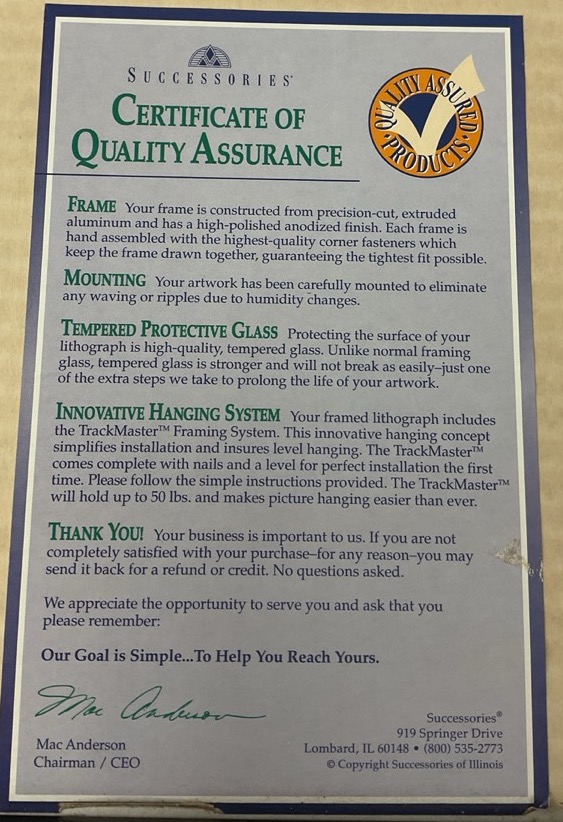 SUCCESSORIES®
CERTIFICATE OF
QUALITY ASSURANCE
QUALITY ASSURED
• PRODUCTS •
FRAME Your frame is constructed from precision-cut, extruded
aluminum and has a high-polished anodized finish. Each frame is
hand assembled with the highest-quality corner fasteners which
keep the frame drawn together, guaranteeing the tightest fit possible.
MOUNTING Your artwork has been carefully mounted to eliminate
any waving or ripples due to humidity changes.
TEMPERED PROTECTIVE GLASS Protecting the surface of your
lithograph is high-quality, tempered glass. Unlike normal framing
glass, tempered glass is stronger and will not break as easily–just one
of the extra steps we take to prolong the life of your artwork.
INNOVATIVE HANGING SYSTEM Your framed lithograph includes
the TrackMaster™ Framing System. This innovative hanging concept
simplifies installation and insures level hanging. The TrackMaster™
comes complete with nails and a level for perfect installation the first
time. Please follow the simple instructions provided. The TrackMaster™
will hold up to 50 lbs. and makes picture hanging easier than ever.
THANK YOU! Your business is important to us. If you are not
completely satisfied with your purchase–for any reason–you may
send it back for a refund or credit. No questions asked.
We appreciate the opportunity to serve you and ask that you
please remember:
Our Goal is Simple...To Help You Reach Yours.
Mac Anderson
Mac Anderson
Chairman / CEO
Successories®
919 Springer Drive
Lombard, IL 60148 • (800) 535-2773
© Copyright Successories of Illinois